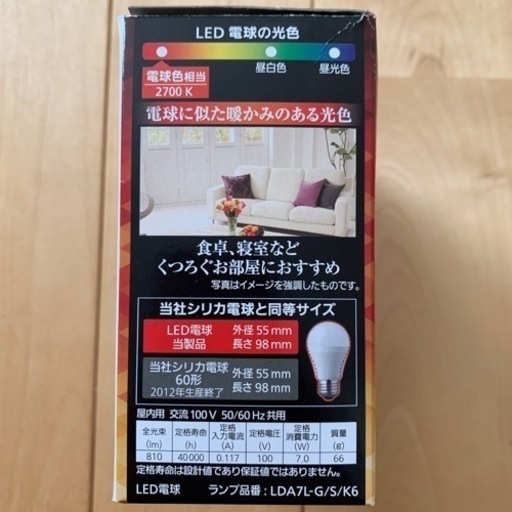 LED 電球の光色
電球色相当
2700 K
昼白色
昼光色
電球に似た暖かみのある光色
食卓、寝室など
くつろぐお部屋におすすめ
写真はイメージを強調したものです。
当社シリカ電球と同等サイズ
LED電球
当製品
外径 55 mm
長さ 98 mm
当社シリカ電球
60形
2012年生産終了
外径 55 mm
長さ 98 mm
屋内用 交流 100 V 50/60 Hz 共用
全光束 (lm) 定格寿命 (h) 定格入力電流 (A) 定格電圧 (V) 定格消費電力 (W) 質量 (g)
810 40000 0.117 100 7.0 66
定格寿命は設計値であり保証値ではありません。
LED電球 ランプ品番：LDA7L-G/S/K6